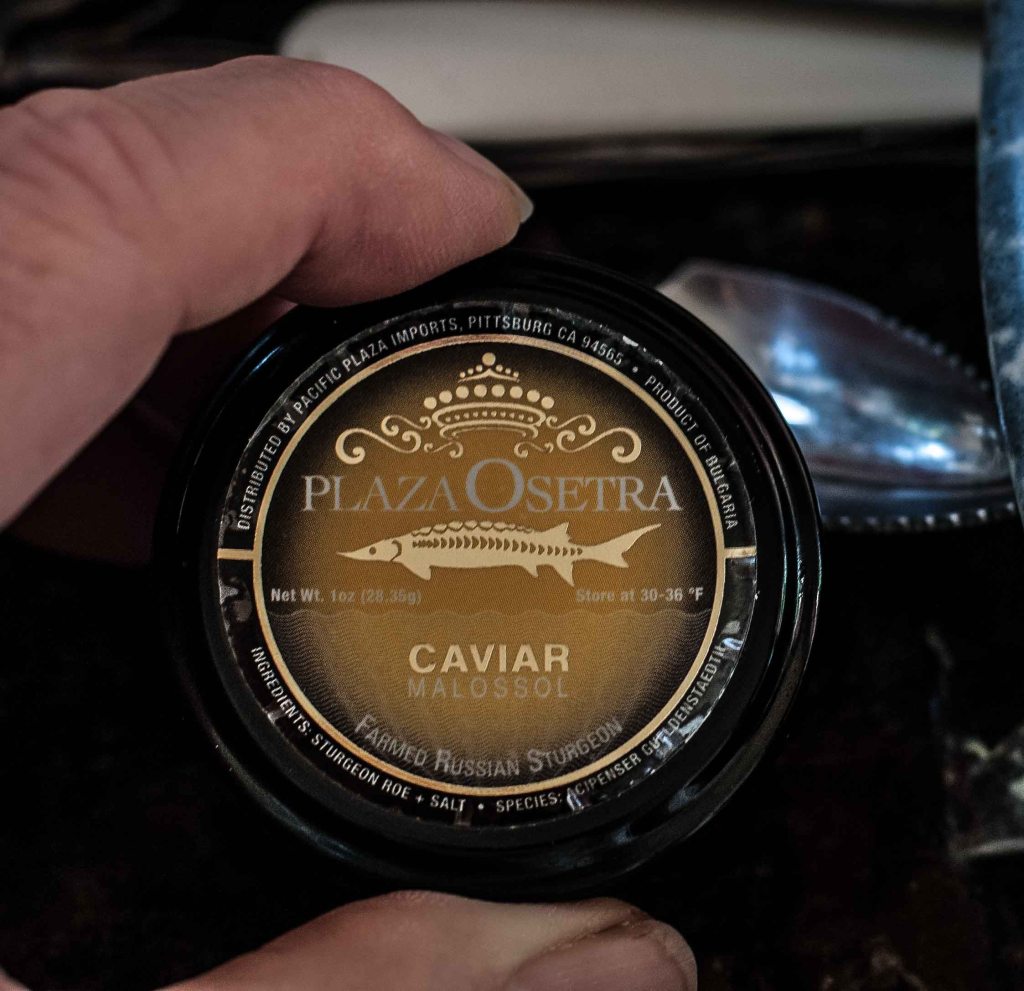 DISTRIBUTED BY PACIFIC PLAZA IMPORTS, PITTSBURG CA 94565 • PRODUCT OF BULGARIA
PLAZA OSETRA
Net Wt. 1oz (28.35g)
Store at 30-36 °F
CAVIAR
MALOSSOL
FARMED RUSSIAN STURGEON
INGREDIENTS: STURGEON ROE + SALT • SPECIES: ACIPENSER